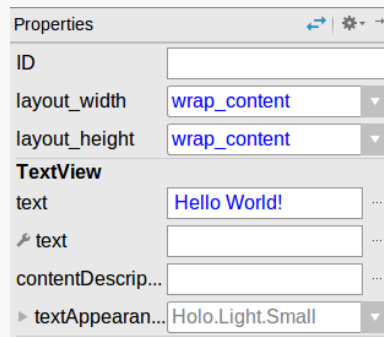 Properties
ID
layout_width wrap_content
layout_height wrap_content
TextView
text Hello World! ...
text ...
contentDescrip... ...
textAppearan... Holo.Light.Small